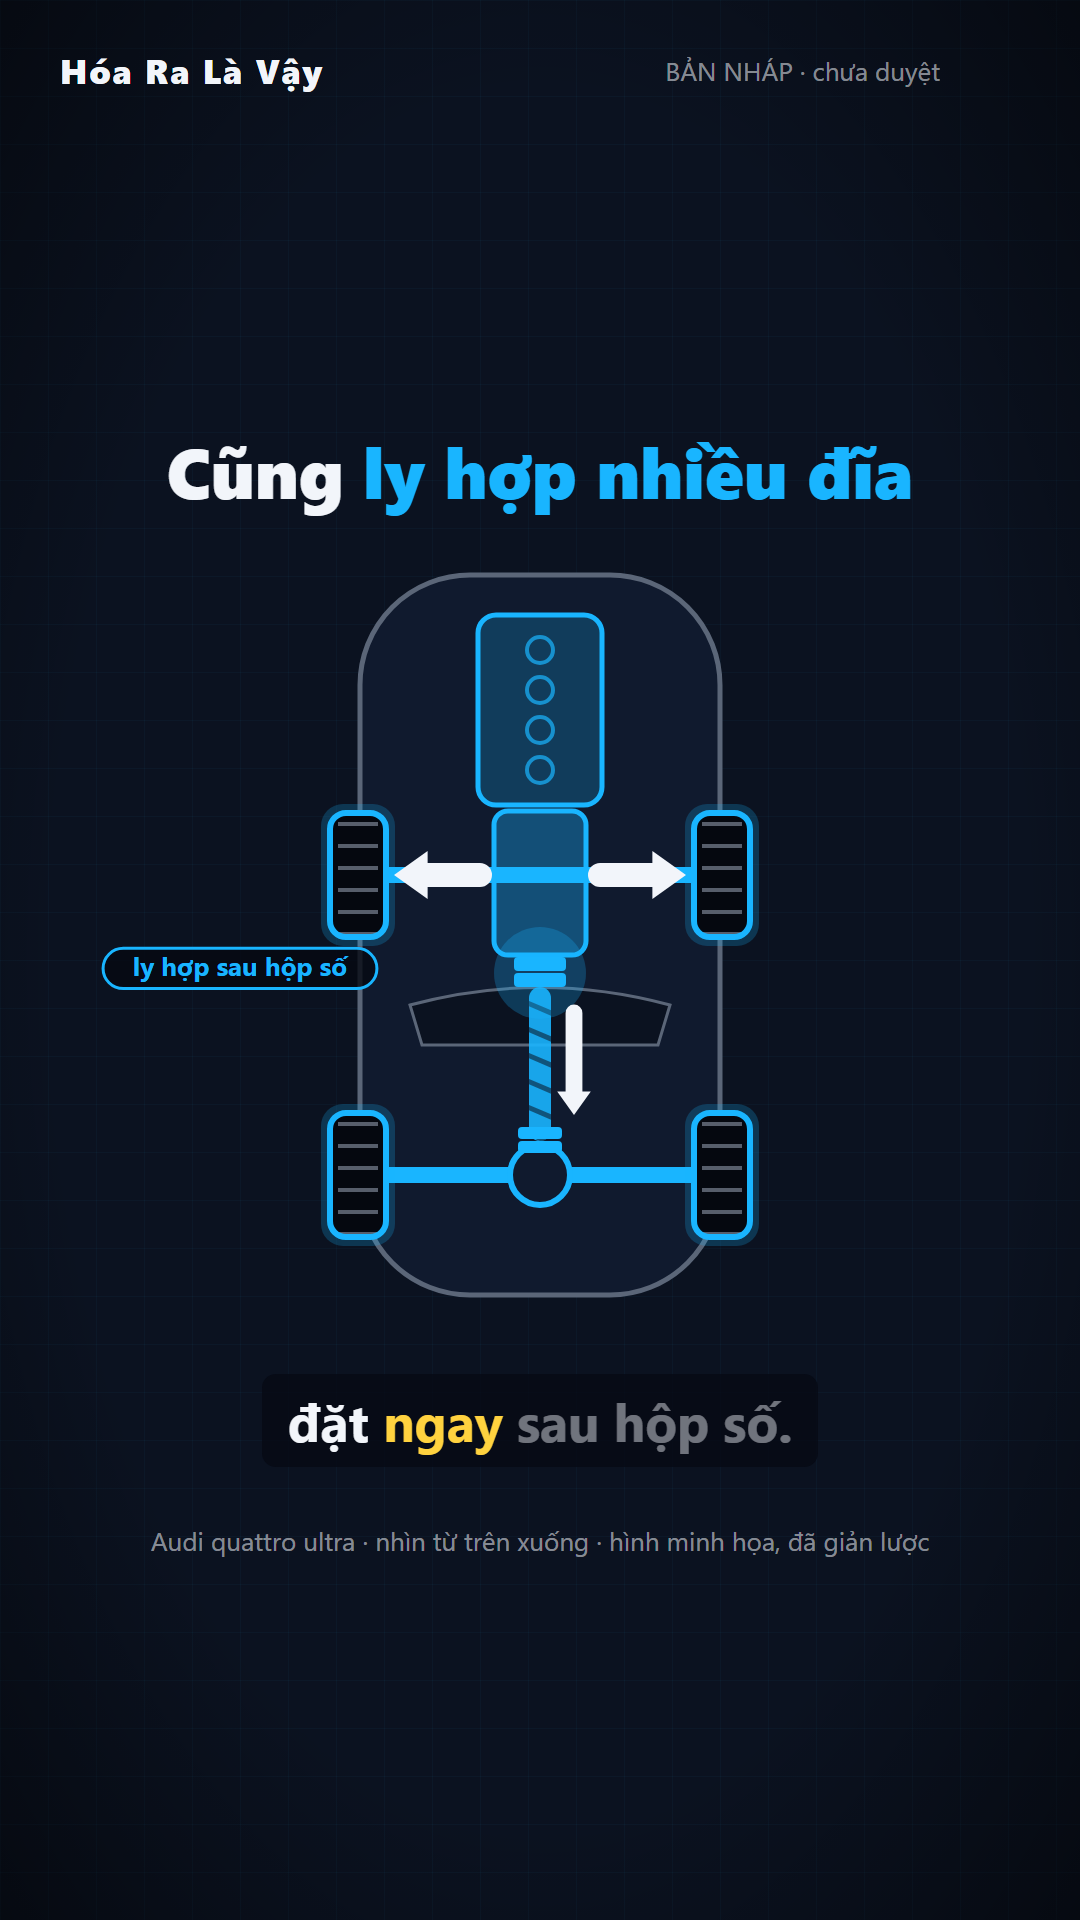 Hóa Ra Là Vậy
BẢN NHÁP · chưa duyệt
Cũng ly hợp nhiều đĩa
ly hợp sau hộp số
đặt ngay sau hộp số.
Audi quattro ultra · nhìn từ trên xuống · hình minh họa, đã giản lược